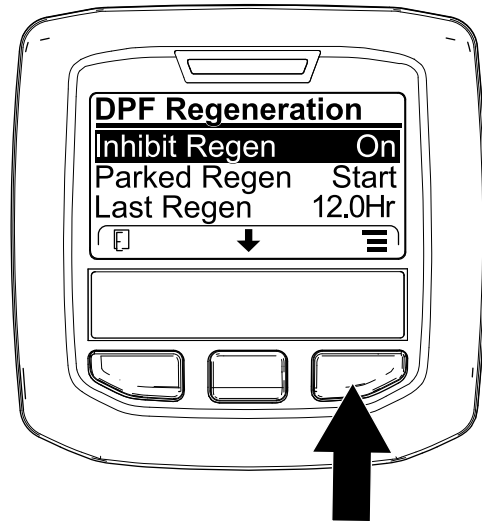 DPF Regeneration
Inhibit Regen On
Parked Regen Start
Last Regen 12.0Hr